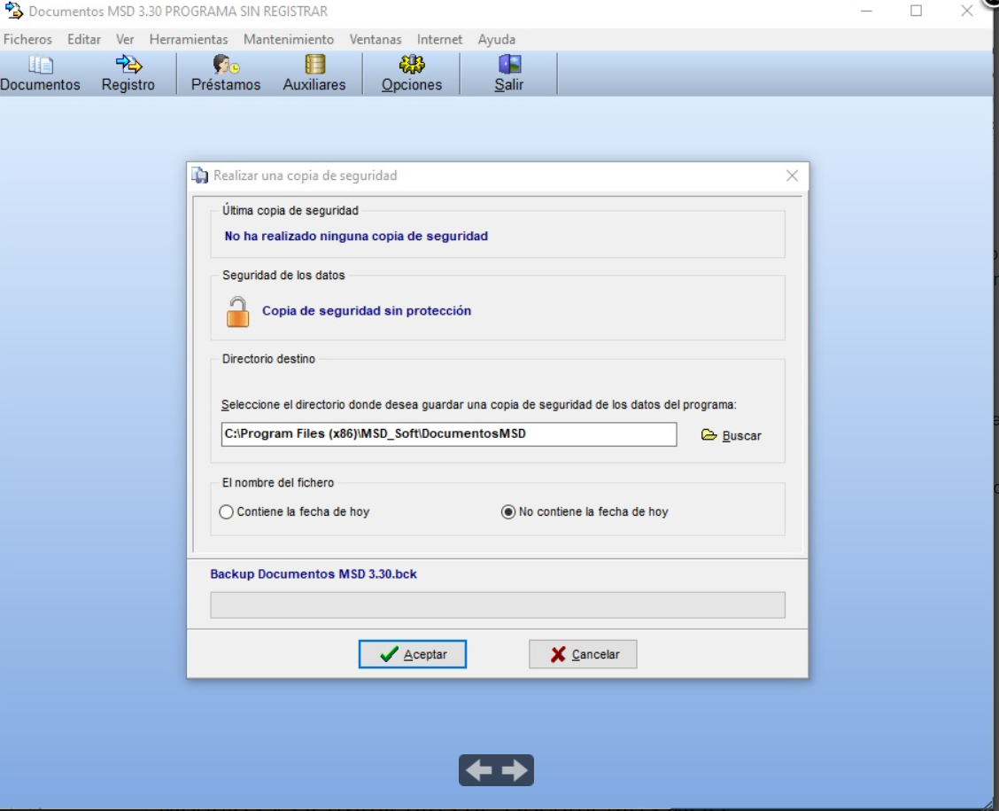 Documentos MSD 3.30 PROGRAMA SIN REGISTRAR
Ficheros Editar Ver Herramientas Mantenimiento Ventanas Internet Ayuda
Documentos Registro Préstamos Auxiliares Opciones Salir
Realizar una copia de seguridad
Última copia de seguridad
No ha realizado ninguna copia de seguridad
Seguridad de los datos
Copia de seguridad sin protección
Directorio destino
Seleccione el directorio donde desea guardar una copia de seguridad de los datos del programa:
C:\Program Files (x86)\MSD_Soft\DocumentosMSD Buscar
El nombre del fichero
Contiene la fecha de hoy No contiene la fecha de hoy
Backup Documentos MSD 3.30.bck
Aceptar Cancelar